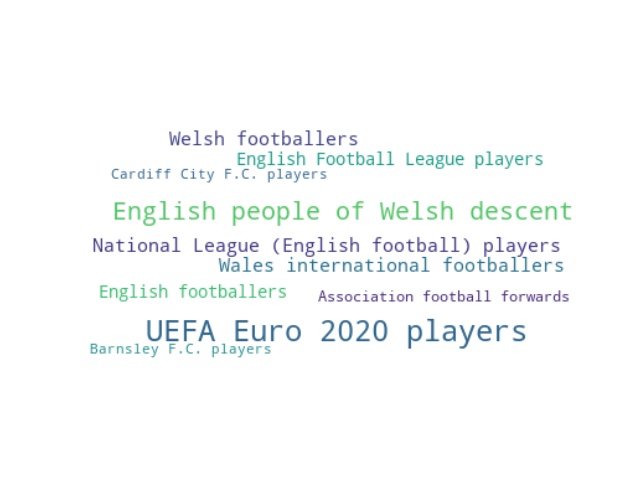 Welsh footballers
English Football League players
Cardiff City F.C. players
English people of Welsh descent
National League (English football) players
Wales international footballers
English footballers
Association football forwards
UEFA Euro 2020 players
Barnsley F.C. players